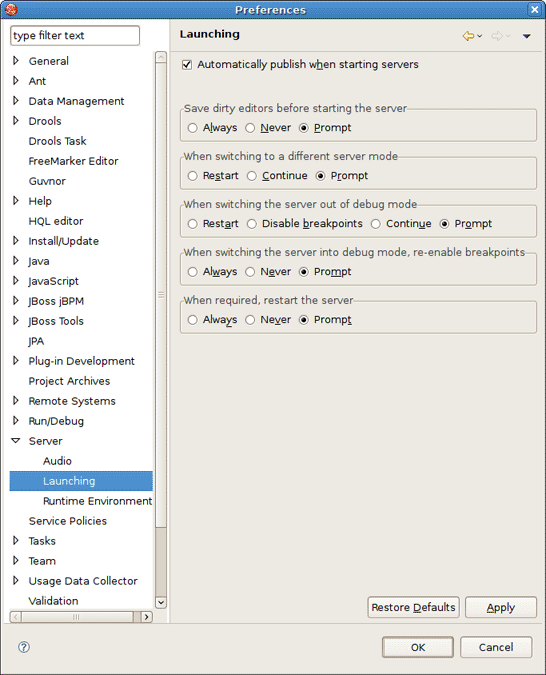 Preferences
type filter text
General
Ant
Data Management
Drools
Drools Task
FreeMarker Editor
Guvnor
Help
HQL editor
Install/Update
Java
JavaScript
JBoss jBPM
JBoss Tools
JPA
Plug-in Development
Project Archives
Remote Systems
Run/Debug
Server
Audio
Launching
Runtime Environment
Service Policies
Tasks
Team
Usage Data Collector
Validation
Launching
Automatically publish when starting servers
Save dirty editors before starting the server
Always Never Prompt
When switching to a different server mode
Restart Continue Prompt
When switching the server out of debug mode
Restart Disable breakpoints Continue Prompt
When switching the server into debug mode, re-enable breakpoints
Always Never Prompt
When required, restart the server
Always Never Prompt
Restore Defaults Apply
? OK Cancel